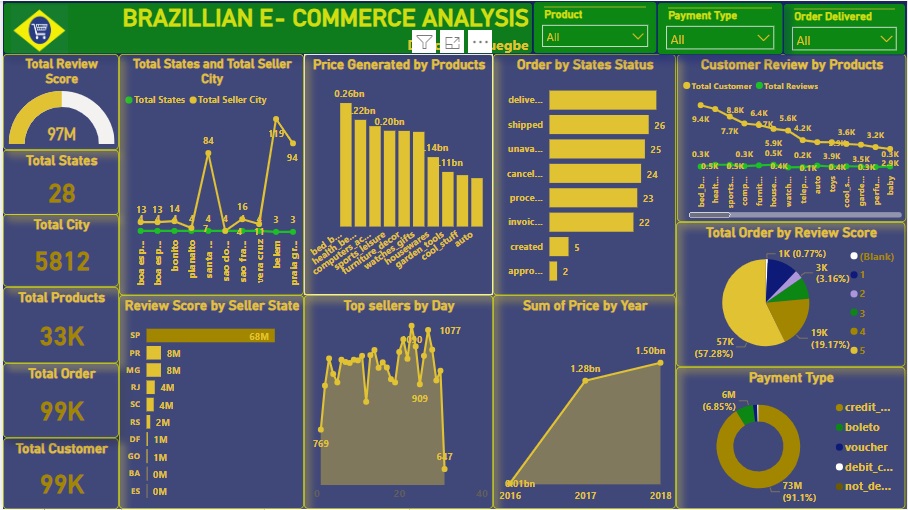 BRAZILLIAN E- COMMERCE ANALYSIS
Product
All
Payment Type
All
Order Delivered
All
Total Review Score
97M
Total States
28
Total City
5812
Total Products
33K
Total Order
99K
Total Customer
99K
Total States and Total Seller City
Total States
Total Seller City
84
119
94
13
13
14
4
4
4
7
4
16
4
11
3
3
boa esp...
boa esp...
bonito
planalto
santa ...
sao do...
sao fra...
vera cruz
belem
praia gr...
Price Generated by Products
0.26bn
.22bn
0.20bn
.14bn
.11bn
bed_b...
health_be...
computers_ac...
sports_leisure
furniture_decor
watches_gifts
housewares
garden_tools
cool_stuff
auto
Order by States Status
delive...
shipped
26
unava...
25
cancel...
24
proce...
23
invoic...
22
created
5
appro...
2
Customer Review by Products
Total Customer
Total Reviews
9.4K
8.8K
7.7K
6.4K
5.9K
5.6K
4.2K
3.9K
3.6K
3.5K
3.2K
2.9K
0.3K
0.5K
0.3K
0.5K
0.4K
0.2K
0.1K
0.4K
0.3K
0.3K
bed_b...
healt...
sports...
comp...
furnit...
house...
watch...
telep...
auto
toys
cool_s...
garde...
perfu...
baby
Review Score by Seller State
SP
68M
PR
8M
MG
8M
RJ
4M
SC
4M
RS
2M
DF
1M
GO
1M
BA
0M
ES
0M
Top sellers by Day
769
1077
909
647
0
20
40
Sum of Price by Year
0.01bn
1.28bn
1.50bn
2016
2017
2018
Total Order by Review Score
1K (0.77%)
3K
(3.16%)
19K
(19.17%)
57K
(57.28%)
(Blank)
1
2
3
4
5
Payment Type
6M
(6.85%)
73M
(91.1%)
credit_...
boleto
voucher
debit_c...
not_de...